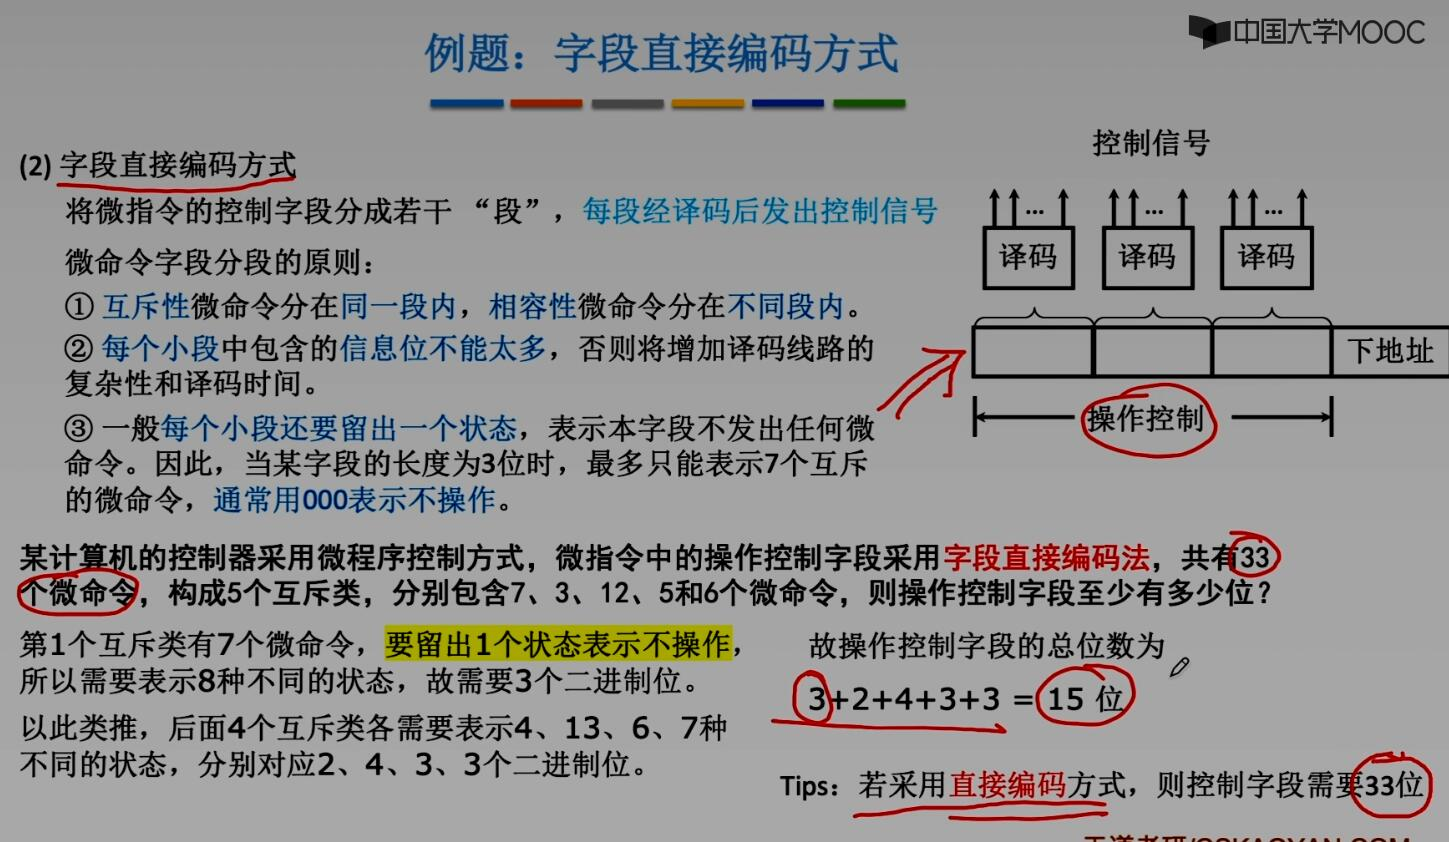 中国大学MOOC
例题：字段直接编码方式
(2) 字段直接编码方式
将微指令的控制字段分成若干 “段”，每段经译码后发出控制信号
微命令字段分段的原则：
① 互斥性微命令分在同一段内，相容性微命令分在不同段内。
② 每个小段中包含的信息位不能太多，否则将增加译码线路的
复杂性和译码时间。
③ 一般每个小段还要留出一个状态，表示本字段不发出任何微
命令。因此，当某字段的长度为3位时，最多只能表示7个互斥
的微命令，通常用000表示不操作。
控制信号
... ... ...
译码 译码 译码
下地址
操作控制
某计算机的控制器采用微程序控制方式，微指令中的操作控制字段采用字段直接编码法，共有33
个微命令，构成5个互斥类，分别包含7、3、12、5和6个微命令，则操作控制字段至少有多少位？
第1个互斥类有7个微命令，要留出1个状态表示不操作，
所以需要表示8种不同的状态，故需要3个二进制位。
以此类推，后面4个互斥类各需要表示4、13、6、7种
不同的状态，分别对应2、4、3、3个二进制位。
故操作控制字段的总位数为
3+2+4+3+3 = 15 位
Tips：若采用直接编码方式，则控制字段需要33位